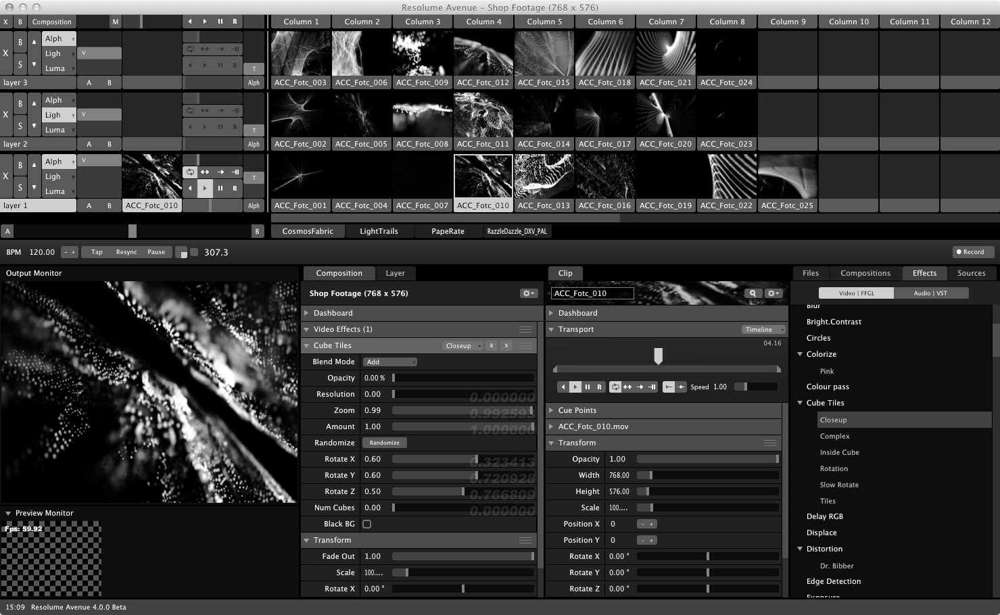 Resolume Avenue - Shop Footage (768 x 576)
X B Composition M
Column 1 Column 2 Column 3 Column 4 Column 5 Column 6 Column 7 Column 8 Column 9 Column 10 Column 11 Column 12
X B S Alph Ligh Luma V R T
layer 3 A B Alph
ACC_Fotc_003 ACC_Fotc_006 ACC_Fotc_009 ACC_Fotc_012 ACC_Fotc_015 ACC_Fotc_018 ACC_Fotc_021 ACC_Fotc_024
X B S Alph Ligh Luma V R T
layer 2 A B Alph
ACC_Fotc_002 ACC_Fotc_005 ACC_Fotc_008 ACC_Fotc_011 ACC_Fotc_014 ACC_Fotc_017 ACC_Fotc_020 ACC_Fotc_023
X B S Alph Ligh Luma V R T
layer 1 A B ACC_Fotc_010 Alph
ACC_Fotc_001 ACC_Fotc_004 ACC_Fotc_007 ACC_Fotc_010 ACC_Fotc_013 ACC_Fotc_016 ACC_Fotc_019 ACC_Fotc_022 ACC_Fotc_025
A B
CosmosFabric LightTrails PapeRate RazzleDazzle_DXV_PAL
BPM 120.00 - + Tap Resync Pause 307.3 Record
Output Monitor
Preview Monitor
Fps: 59.92
Composition Layer
Shop Footage (768 x 576)
Dashboard
Video Effects (1)
Cube Tiles Closeup B X
Blend Mode Add
Opacity 0.00 %
Resolution 0.00 0.000000
Zoom 0.99 0.992593
Amount 1.00 1.000000
Randomize Randomize
Rotate X 0.60 0.323413
Rotate Y 0.60 0.720928
Rotate Z 0.50 0.766809
Num Cubes 0.00 0.000000
Black BG
Transform
Fade Out 1.00
Scale 100....
Rotate X 0.00 °
Clip
ACC_Fotc_010
Dashboard
Transport Timeline
04.16
R Speed 1.00
Cue Points
ACC_Fotc_010.mov
Transform
Opacity 1.00
Width 768.00
Height 576.00
Scale 100....
Position X 0 - +
Position Y 0 - +
Rotate X 0.00 °
Rotate Y 0.00 °
Rotate Z 0.00 °
Files Compositions Effects Sources
Video | FFGL Audio | VST
Blur
Bright.Contrast
Circles
Colorize
Pink
Colour pass
Cube Tiles
Closeup
Complex
Inside Cube
Rotation
Slow Rotate
Tiles
Delay RGB
Displace
Distortion
Dr. Bibber
Edge Detection
Exposure
15:09 Resolume Avenue 4.0.0 Beta